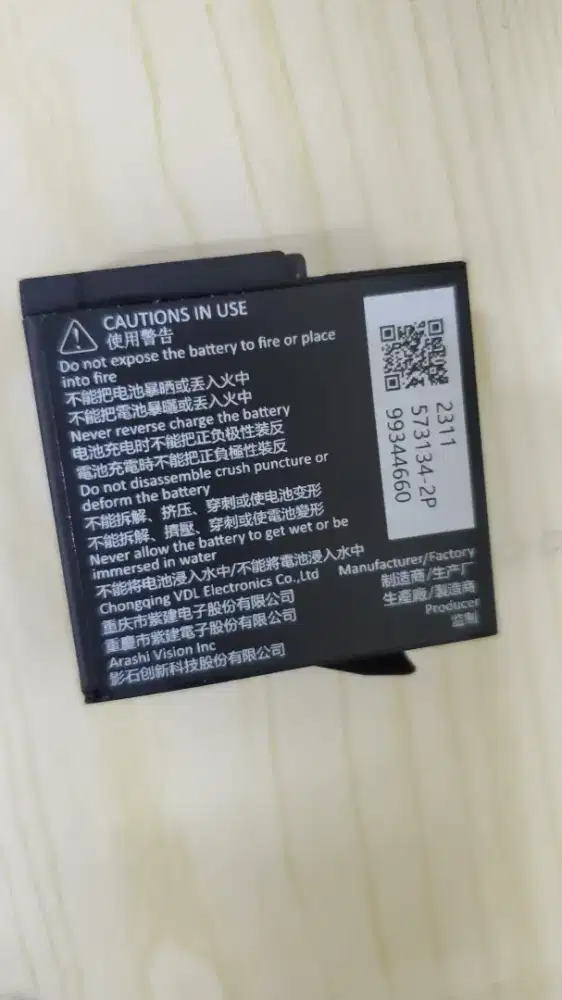 CAUTIONS IN USE
使用警告
Do not expose the battery to fire or place
into fire
不能把电池暴晒或丢入火中
不能把電池暴曬或丟入火中
Never reverse charge the battery
电池充电时不能把正负极性装反
電池充電時不能把正負極性裝反
Do not disassemble crush puncture or
deform the battery
不能拆解、挤压、穿刺或使电池变形
不能拆解、擠壓、穿刺或使電池變形
Never allow the battery to get wet or be
immersed in water
不能将电池浸入水中/不能將電池浸入水中
Chongqing VDL Electronics Co.,Ltd
重庆市紫建电子股份有限公司
重慶市紫建電子股份有限公司
Arashi Vision Inc
影石创新科技股份有限公司
Manufacturer/Factory
制造商/生产厂
生產廠/製造商
Producer
监制
2311
573134-2P
99344660